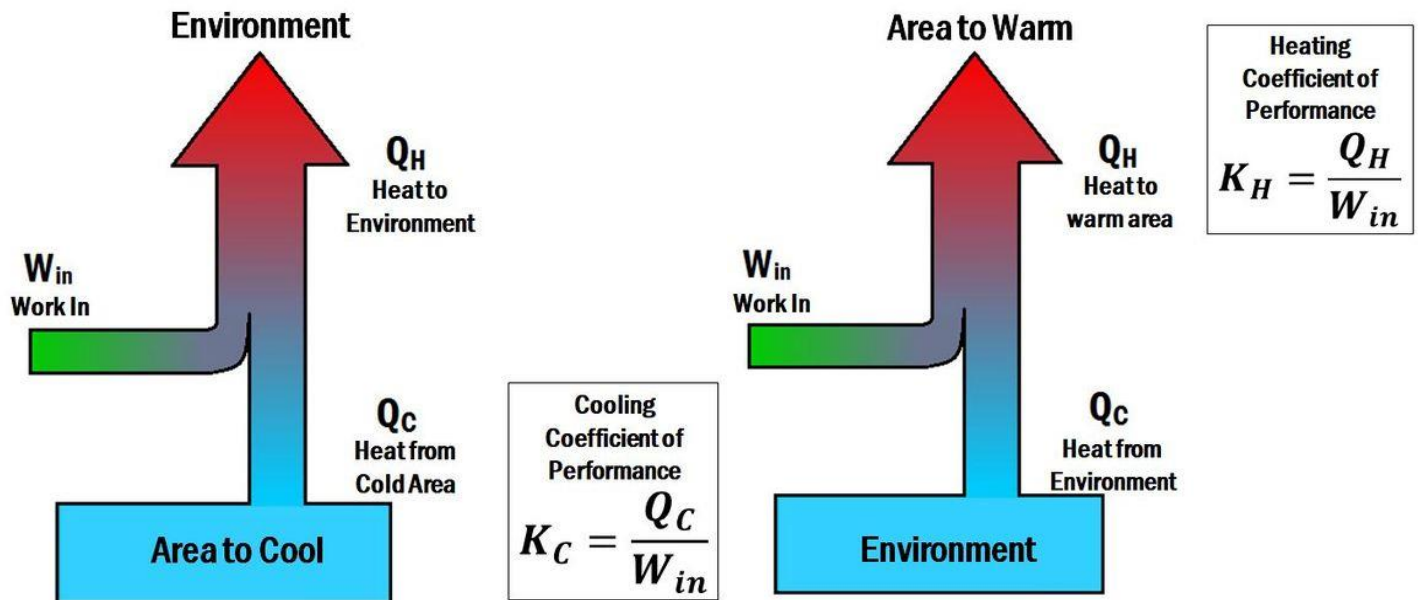 Environment
Q_H
Heat to
Environment
W_in
Work In
Q_C
Heat from
Cold Area
Area to Cool
Cooling
Coefficient of
Performance
K_C = Q_C / W_in
Area to Warm
Q_H
Heat to
warm area
W_in
Work In
Q_C
Heat from
Environment
Environment
Heating
Coefficient of
Performance
K_H = Q_H / W_in